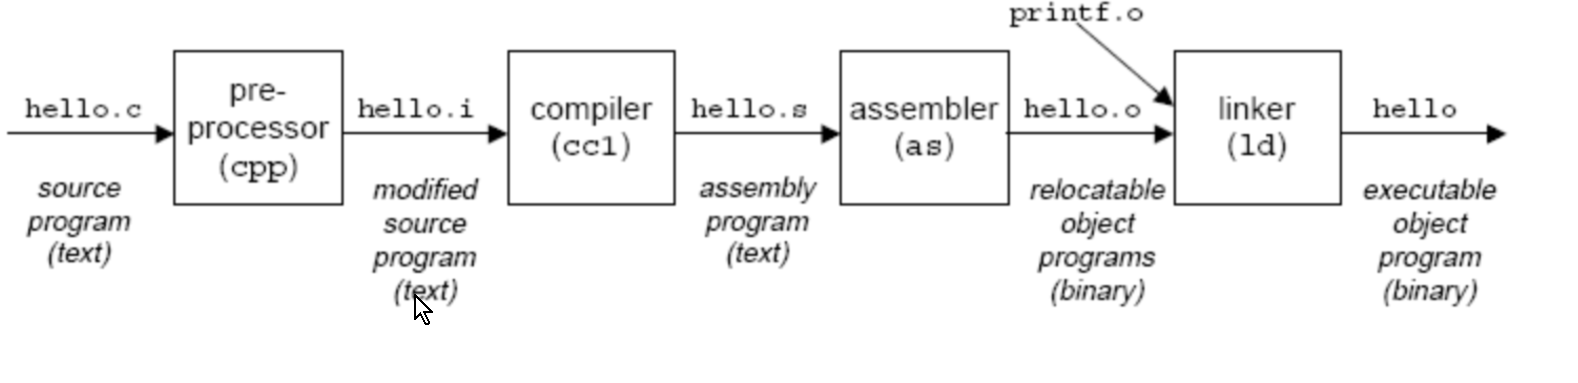 printf.o
hello.c
pre-
processor
(cpp)
hello.i
compiler
(cc1)
hello.s
assembler
(as)
hello.o
linker
(ld)
hello
source
program
(text)
modified
source
program
(text)
assembly
program
(text)
relocatable
object
programs
(binary)
executable
object
program
(binary)